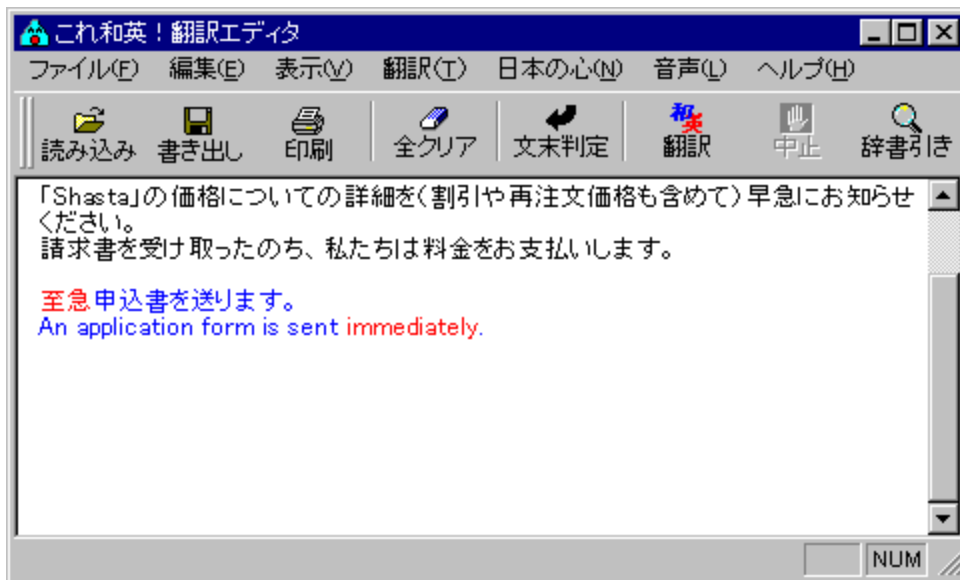 これ和英！翻訳エディタ
ファイル(F) 編集(E) 表示(V) 翻訳(T) 日本の心(N) 音声(L) ヘルプ(H)
読み込み 書き出し 印刷 全クリア 文末判定 和英 翻訳 中止 辞書引き
「Shasta」の価格についての詳細を(割引や再注文価格も含めて)早急にお知らせ
ください。
請求書を受け取ったのち、私たちは料金をお支払いします。
至急申込書を送ります。
An application form is sent immediately.
NUM